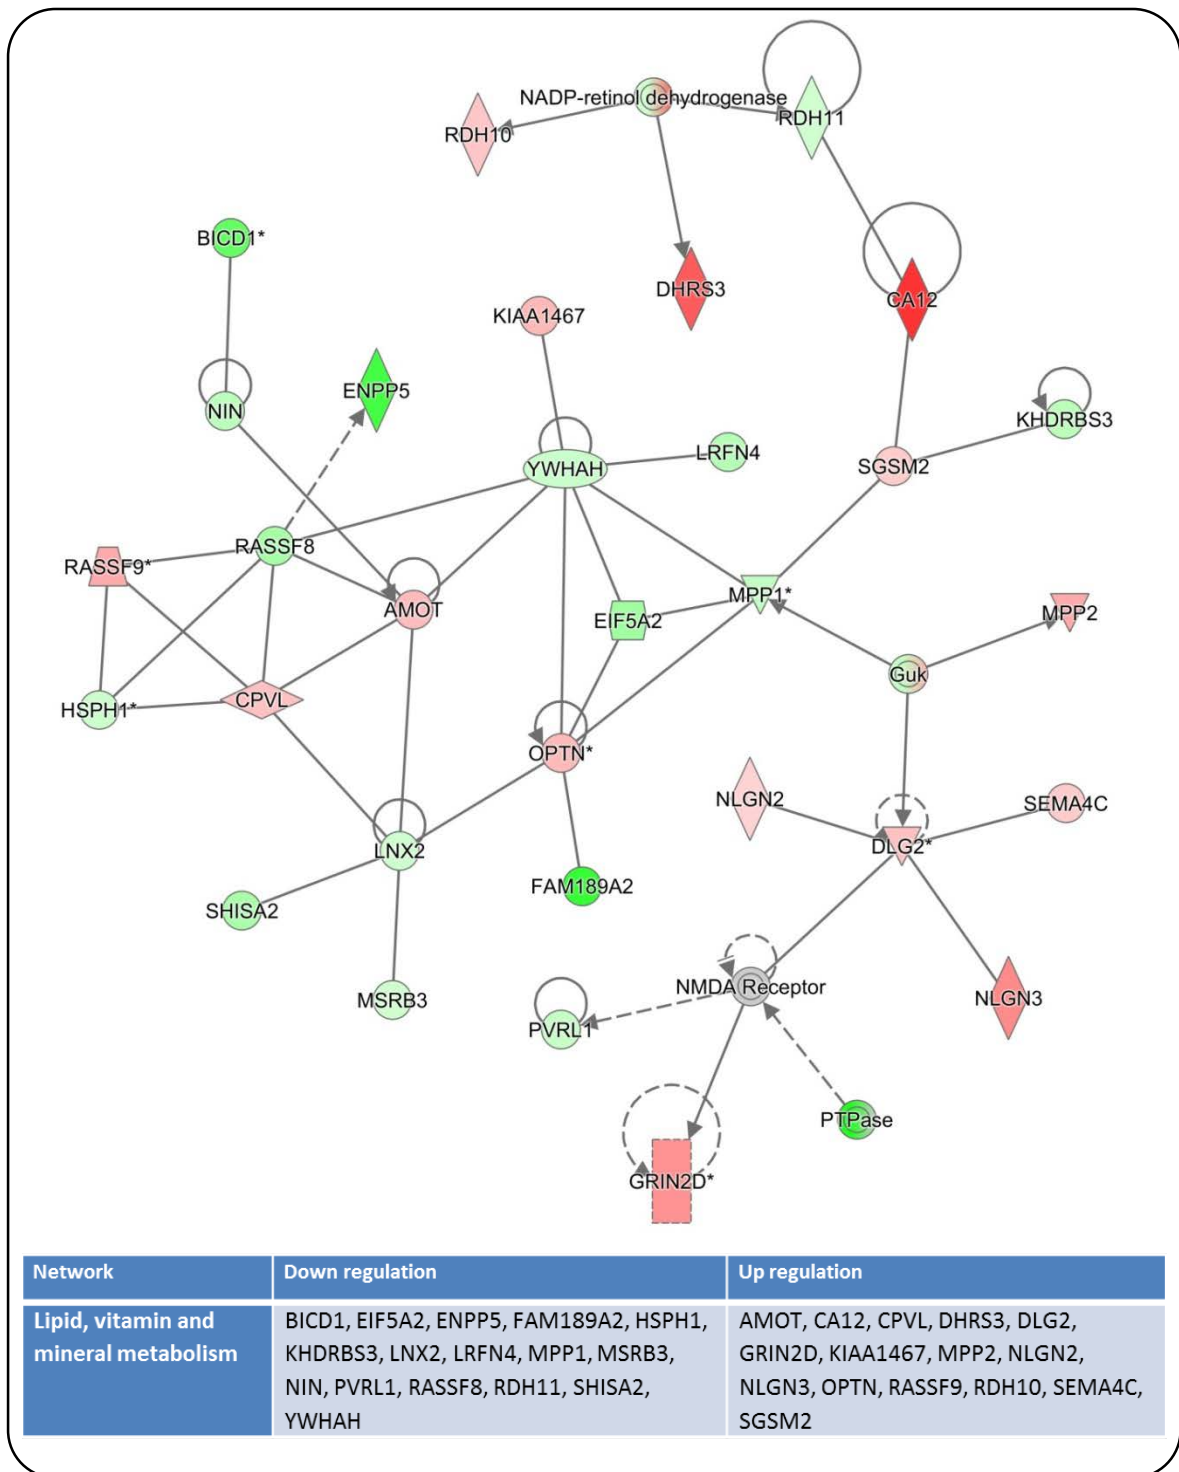 NADP-retinol dehydrogenase
RDH10
RDH11
BICD1*
DHRS3
CA12
KIAA1467
ENPP5
NIN
KHDRBS3
LRFN4
YWHAH
SGSM2
RASSF8
RASSF9*
AMOT
EIF5A2
MPP1*
MPP2
Guk
HSPH1*
CPVL
OPTN*
NLGN2
SEMA4C
DLG2*
LNX2
FAM189A2
SHISA2
NMDA Receptor
NLGN3
MSRB3
PVRL1
PTPase
GRIN2D*
Network
Down regulation
Up regulation
Lipid, vitamin and
mineral metabolism
BICD1, EIF5A2, ENPP5, FAM189A2, HSPH1,
KHDRBS3, LNX2, LRFN4, MPP1, MSRB3,
NIN, PVRL1, RASSF8, RDH11, SHISA2,
YWHAH
AMOT, CA12, CPVL, DHRS3, DLG2,
GRIN2D, KIAA1467, MPP2, NLGN2,
NLGN3, OPTN, RASSF9, RDH10, SEMA4C,
SGSM2